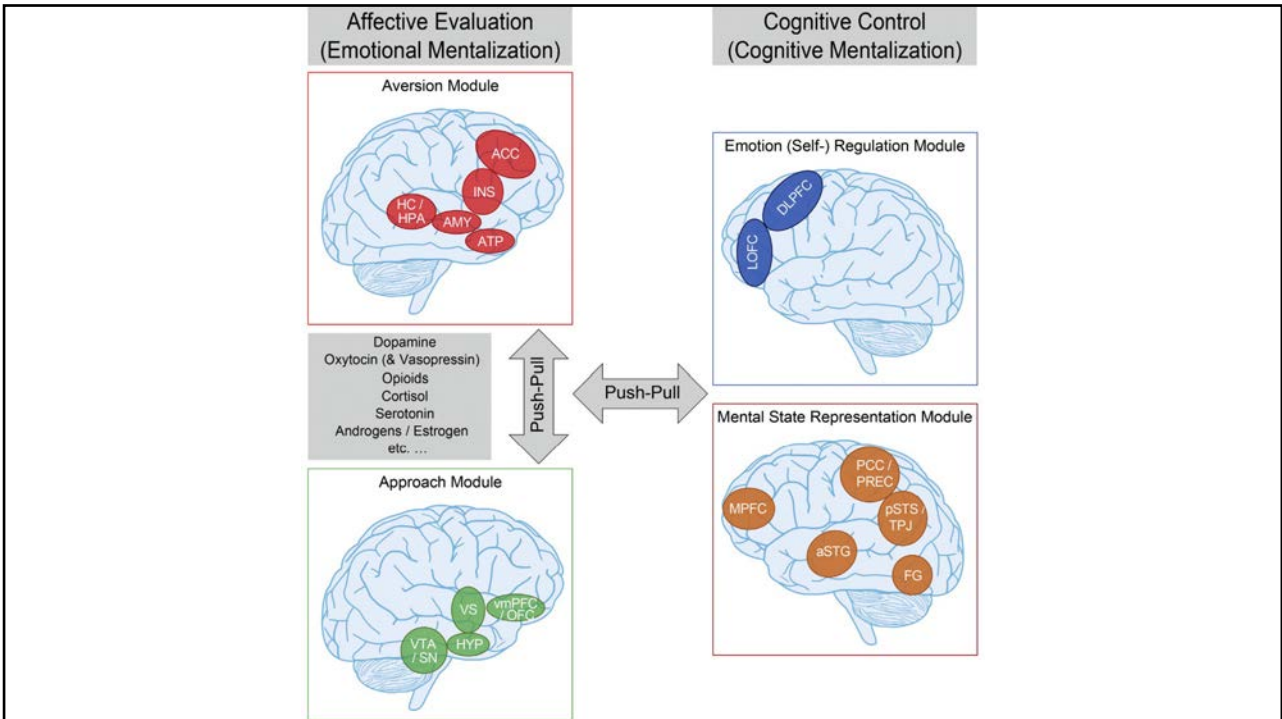 Affective Evaluation
(Emotional Mentalization)
Aversion Module
ACC
INS
HC /
HPA
AMY
ATP
Dopamine
Oxytocin (& Vasopressin)
Opioids
Cortisol
Serotonin
Androgens / Estrogen
etc. ...
Push-Pull
Approach Module
VS
vmPFC
/ OFC
VTA
/ SN
HYP
Push-Pull
Cognitive Control
(Cognitive Mentalization)
Emotion (Self-) Regulation Module
DLPFC
LOFC
Mental State Representation Module
PCC /
PREC
MPFC
pSTS /
TPJ
aSTG
FG